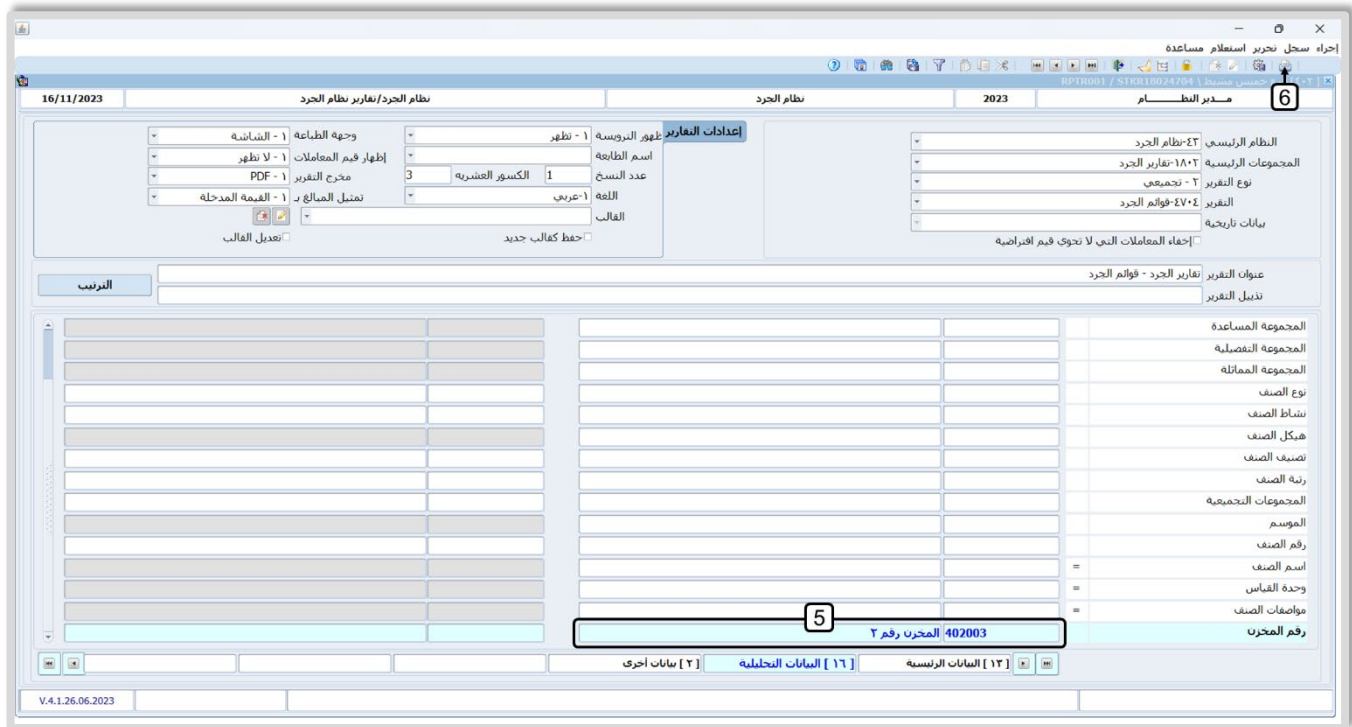 إجراء سجل تحرير استعلام مساعدة
RPTR001 / STKR18024704 \ خميس مشيط
6
مـــدير النظـــــــــام
2023
نظام الجرد
نظام الجرد/تقارير نظام الجرد
16/11/2023
النظام الرئيسي ٤٣-نظام الجرد
المجموعات الرئيسية ١٨٠٢-تقارير الجرد
نوع التقرير ٢ - تجميعي
التقرير ٤٧٠٤-قوائم الجرد
بيانات تاريخية
إخفاء المعاملات التي لا تحوي قيم افتراضية
إعدادات التقارير
ظهور الترويسة ١ - تظهر
وجهة الطباعة ١ - الشاشة
اسم الطابعة
إظهار قيم المعاملات ١ - لا تظهر
عدد النسخ 1 الكسور العشريه 3
مخرج التقرير ١ - PDF
اللغة ١-عربي
تمثيل المبالغ بـ ١ - القيمة المدخلة
القالب
حفظ كقالب جديد
تعديل القالب
عنوان التقرير تقارير الجرد - قوائم الجرد
تذييل التقرير
الترتيب
المجموعة المساعدة
المجموعة التفصيلية
المجموعة المماثلة
نوع الصنف
نشاط الصنف
هيكل الصنف
تصنيف الصنف
رتبة الصنف
المجموعات التجميعية
الموسم
رقم الصنف
اسم الصنف =
وحدة القياس =
مواصفات الصنف =
5
رقم المخزن 402003 المخزن رقم ٢
[ ١٣ ] البيانات الرئيسية
[ ١٦ ] البيانات التحليلية
[ ٢ ] بيانات أخرى
V.4.1.26.06.2023